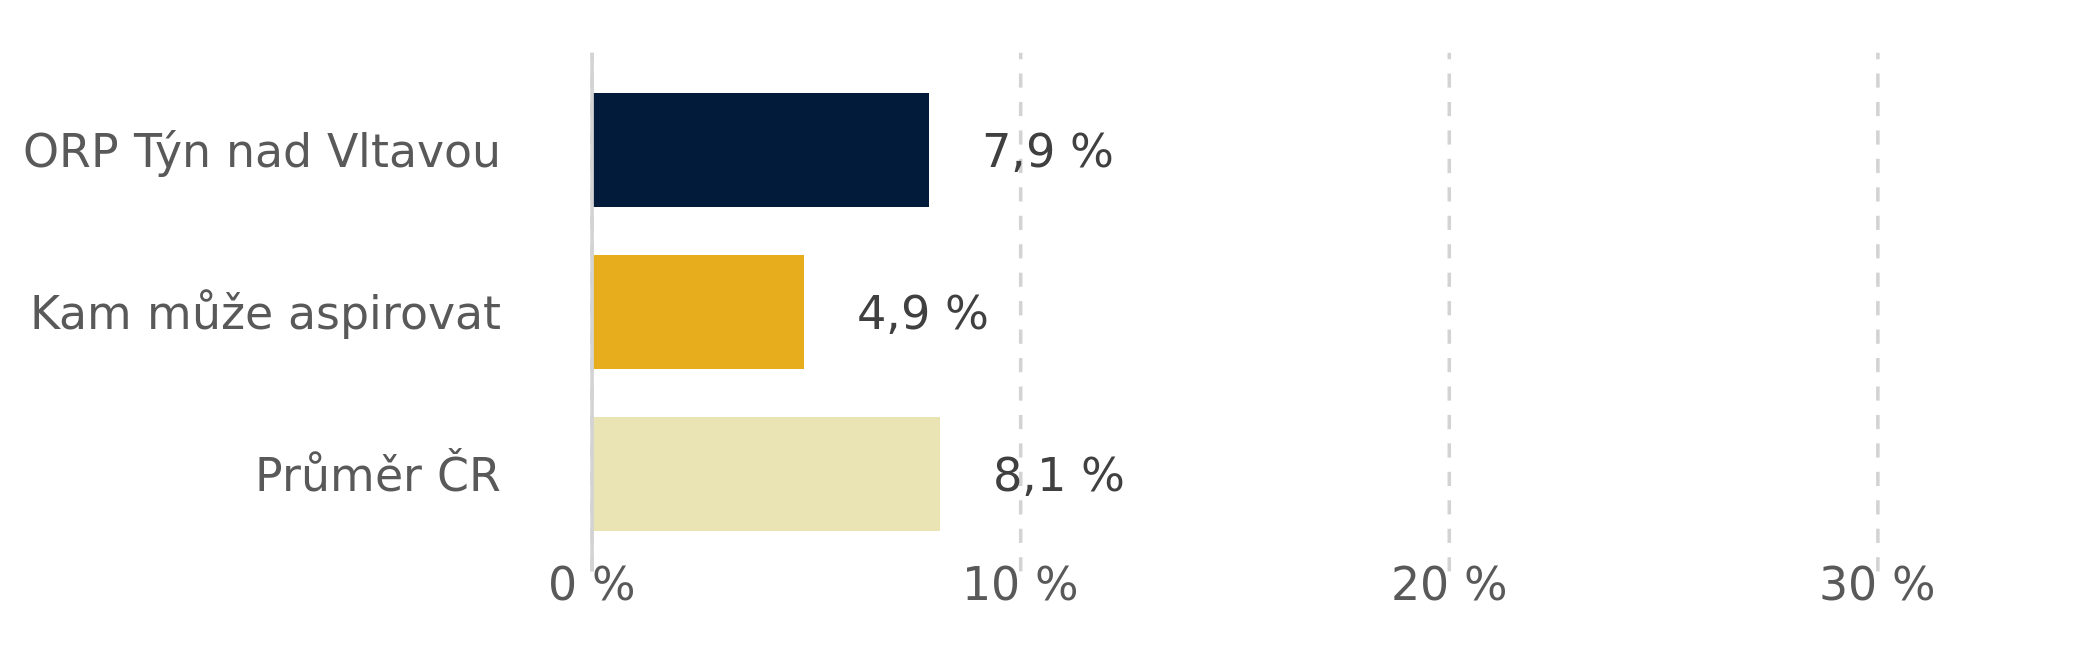 ORP Týn nad Vltavou
7,9 %
Kam může aspirovat
4,9 %
Průměr ČR
8,1 %
0 %
10 %
20 %
30 %